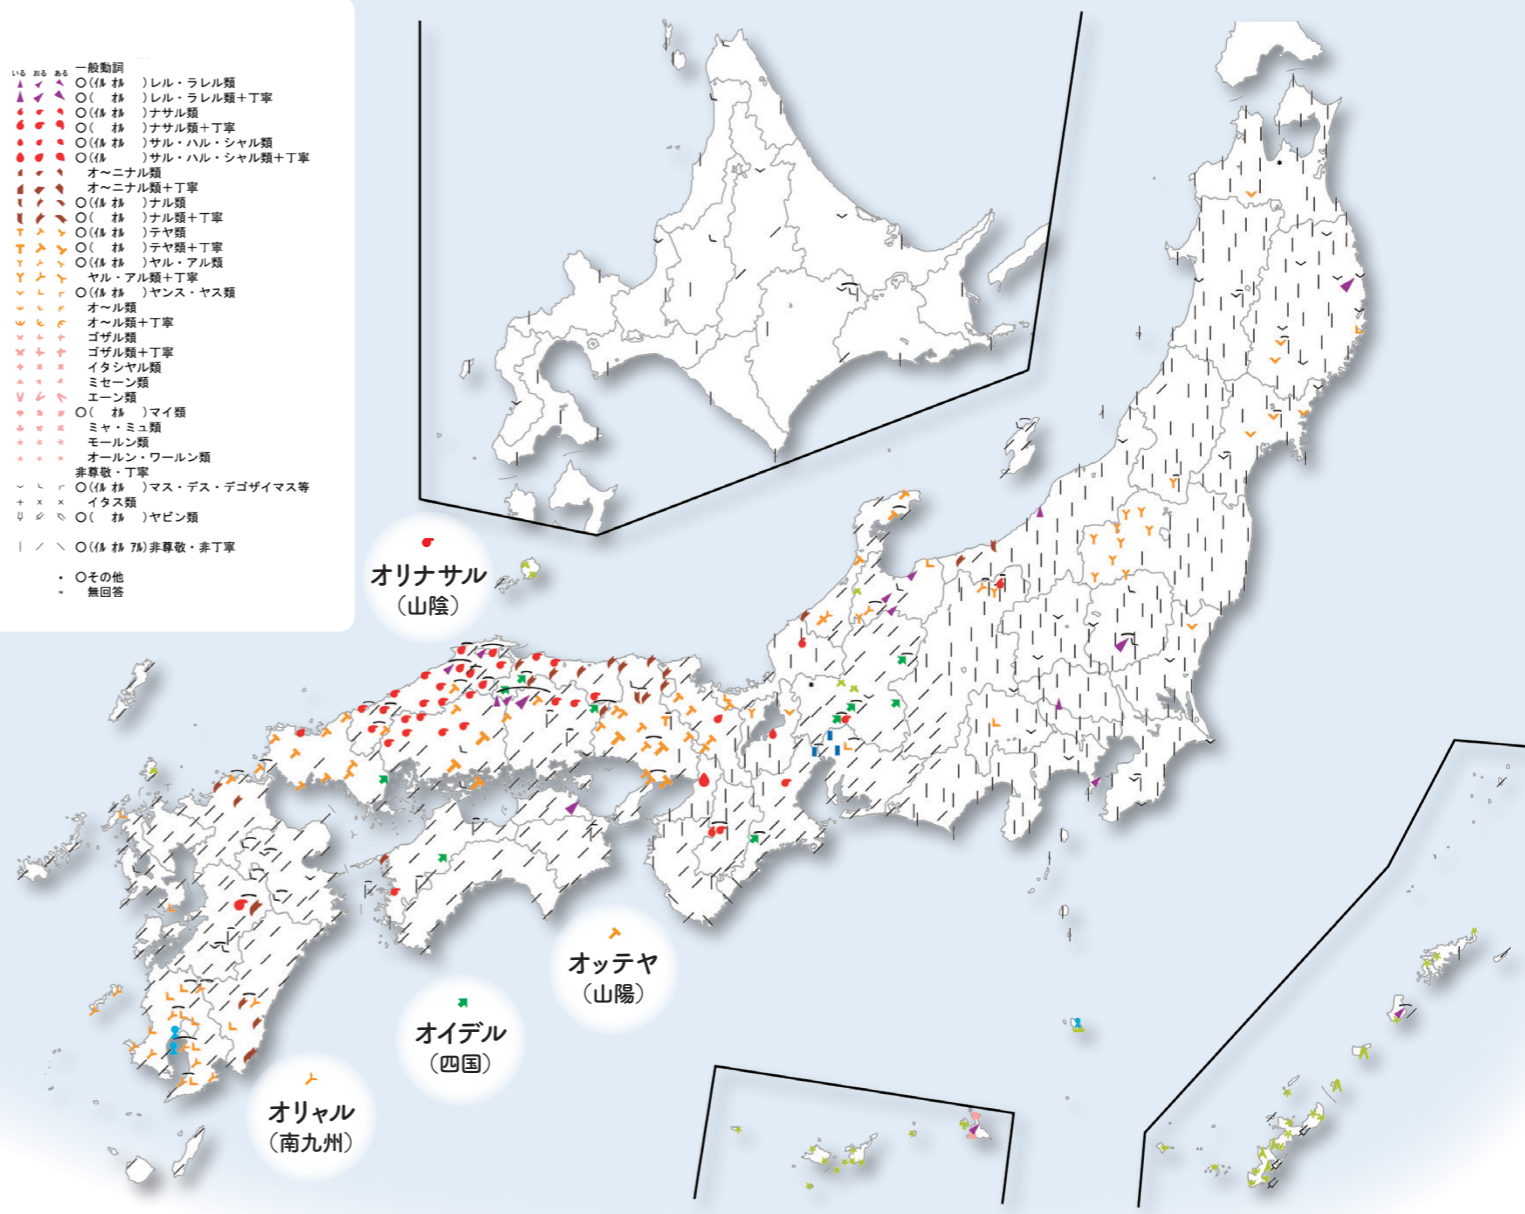 一般動詞
いる おる ある
〇(ｲﾙ ｵﾙ )レル・ラレル類
〇( ｵﾙ )レル・ラレル類＋丁寧
〇(ｲﾙ ｵﾙ )ナサル類
〇( ｵﾙ )ナサル類＋丁寧
〇(ｲﾙ ｵﾙ )サル・ハル・シャル類
〇(ｲﾙ )サル・ハル・シャル類＋丁寧
オ～ニナル類
オ～ニナル類＋丁寧
〇(ｲﾙ ｵﾙ )ナル類
〇( ｵﾙ )ナル類＋丁寧
〇(ｲﾙ ｵﾙ )テヤ類
〇( ｵﾙ )テヤ類＋丁寧
〇(ｲﾙ ｵﾙ )ヤル・アル類
ヤル・アル類＋丁寧
〇(ｲﾙ ｵﾙ )ヤンス・ヤス類
オ～ル類
オ～ル類＋丁寧
ゴザル類
ゴザル類＋丁寧
イタシヤル類
ミセーン類
エーン類
〇( ｵﾙ )マイ類
ミャ・ミュ類
モールン類
オールン・ワールン類
非尊敬・丁寧
〇(ｲﾙ ｵﾙ )マス・デス・デゴザイマス等
イタス類
〇( ｵﾙ )ヤビン類
〇(ｲﾙ ｵﾙ ｱﾙ)非尊敬・非丁寧
〇その他
無回答
オリナサル
（山陰）
オッテヤ
（山陽）
オイデル
（四国）
オリャル
（南九州）